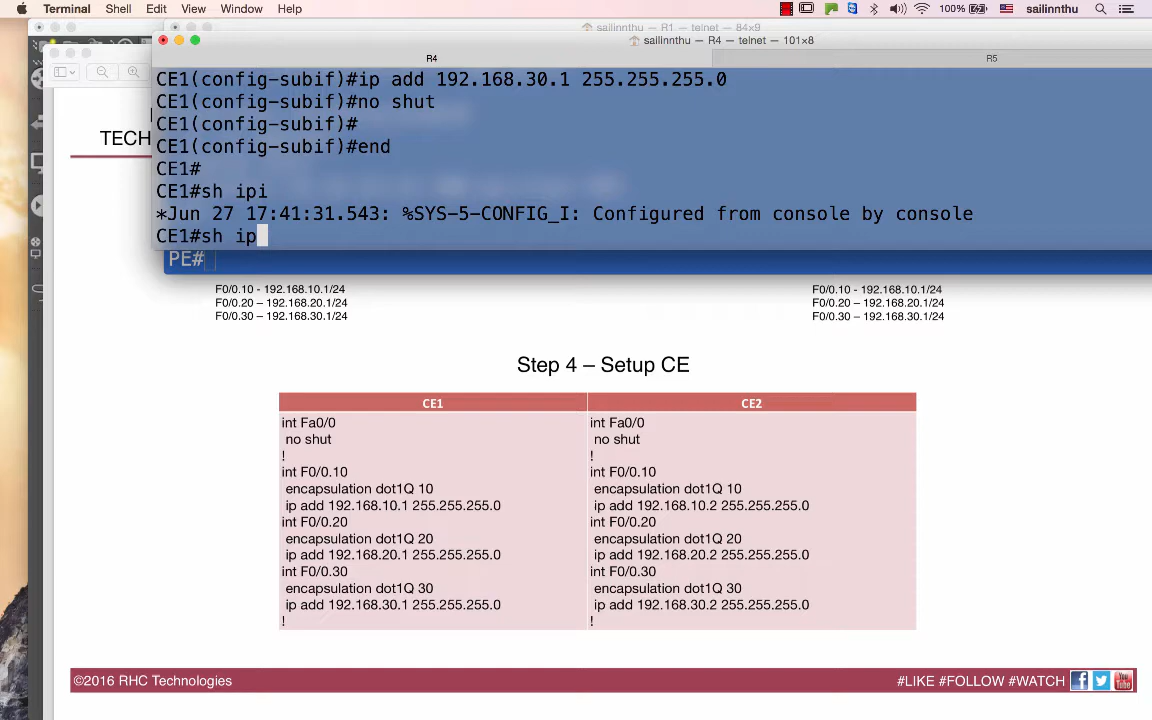 Terminal Shell Edit View Window Help 100% sailinnthu
sailinnthu — R1 — telnet — 84×9
sailinnthu — R4 — telnet — 101×8
R4 R5
CE1(config-subif)#ip add 192.168.30.1 255.255.255.0
CE1(config-subif)#no shut
CE1(config-subif)#
CE1(config-subif)#end
CE1#
CE1#sh ipi
*Jun 27 17:41:31.543: %SYS-5-CONFIG_I: Configured from console by console
CE1#sh ip
PE#
TECH
F0/0.10 - 192.168.10.1/24
F0/0.20 – 192.168.20.1/24
F0/0.30 – 192.168.30.1/24
F0/0.10 - 192.168.10.1/24
F0/0.20 – 192.168.20.1/24
F0/0.30 – 192.168.30.1/24
Step 4 – Setup CE
CE1
int Fa0/0
no shut
!
int F0/0.10
encapsulation dot1Q 10
ip add 192.168.10.1 255.255.255.0
int F0/0.20
encapsulation dot1Q 20
ip add 192.168.20.1 255.255.255.0
int F0/0.30
encapsulation dot1Q 30
ip add 192.168.30.1 255.255.255.0
!
CE2
int Fa0/0
no shut
!
int F0/0.10
encapsulation dot1Q 10
ip add 192.168.10.2 255.255.255.0
int F0/0.20
encapsulation dot1Q 20
ip add 192.168.20.2 255.255.255.0
int F0/0.30
encapsulation dot1Q 30
ip add 192.168.30.2 255.255.255.0
!
©2016 RHC Technologies
#LIKE #FOLLOW #WATCH